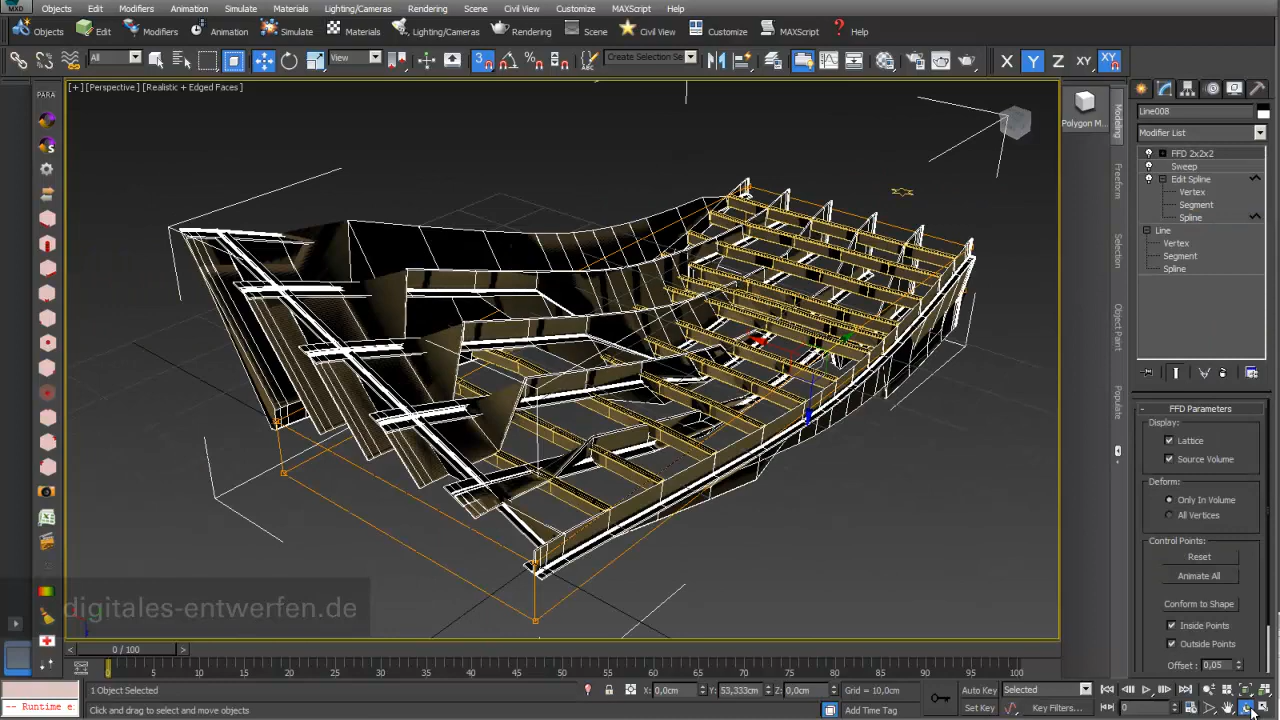 MXD Objects Edit Modifiers Animation Simulate Materials Lighting/Cameras Rendering Scene Civil View Customize MAXScript Help
Objects Edit Modifiers Animation Simulate Materials Lighting/Cameras Rendering Scene Civil View Customize MAXScript Help
All View 3 Create Selection Se X Y Z XY XY
[+] [Perspective] [Realistic + Edged Faces]
PARA
S
Polygon M...
Modeling
Freeform
Selection
Object Paint
Populate
Line008
Modifier List
FFD 2x2x2
Sweep
Edit Spline
Vertex
Segment
Spline
Line
Vertex
Segment
Spline
- FFD Parameters
Display:
Lattice
Source Volume
Deform:
Only In Volume
All Vertices
Control Points:
Reset
Animate All
Conform to Shape
Inside Points
Outside Points
Offset : 0,05
digitales-entwerfen.de
< 0 / 100 >
0 5 10 15 20 25 30 35 40 45 50 55 60 65 70 75 80 85 90 95 100
1 Object Selected X: 0,0cm Y: 53,333cm Z: 0,0cm Grid = 10,0cm Auto Key Selected
-- Runtime e: Click and drag to select and move objects Add Time Tag Set Key Key Filters... 0